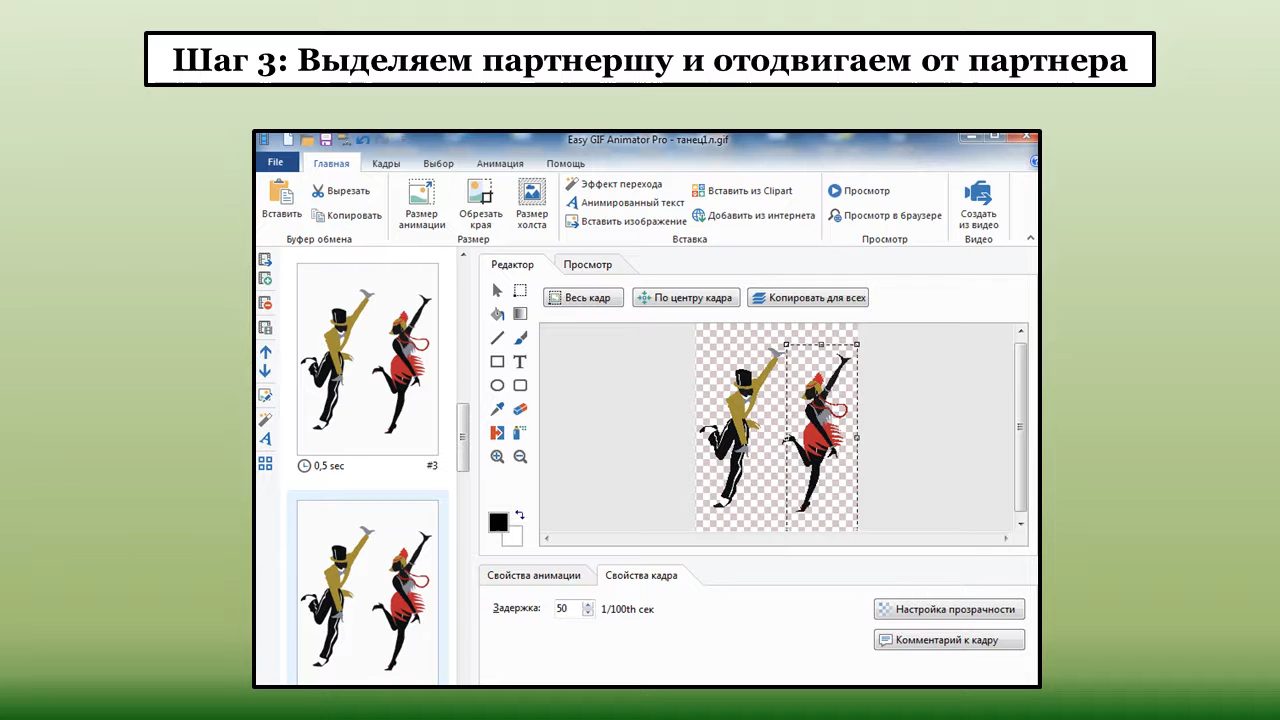 Шаг 3: Выделяем партнершу и отодвигаем от партнера
Easy GIF Animator Pro - танец1л.gif
File Главная Кадры Выбор Анимация Помощь
Вставить
Вырезать
Копировать
Буфер обмена
Размер анимации
Обрезать края
Размер холста
Размер
Эффект перехода
Анимированный текст
Вставить изображение
Вставить из Clipart
Добавить из интернета
Вставка
Просмотр
Просмотр в браузере
Просмотр
Создать из видео
Видео
Редактор Просмотр
Весь кадр По центру кадра Копировать для всех
0,5 sec #3
Свойства анимации Свойства кадра
Задержка: 50 1/100th сек
Настройка прозрачности
Комментарий к кадру